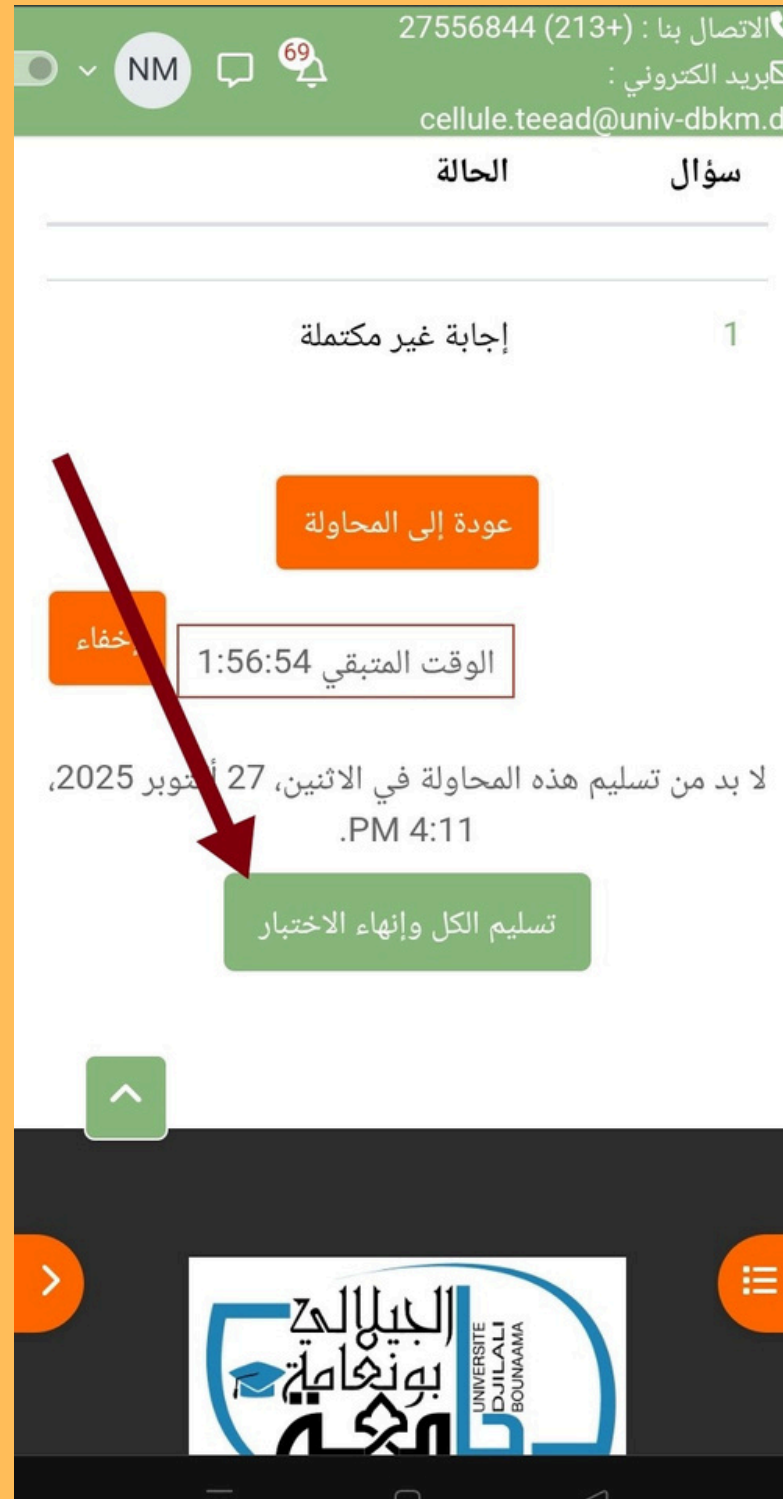 الاتصال بنا : (+213) 27556844
بريد الكتروني :
cellule.teead@univ-dbkm.d
69
NM
سؤال الحالة
1 إجابة غير مكتملة
عودة إلى المحاولة
إخفاء
الوقت المتبقي 1:56:54
لا بد من تسليم هذه المحاولة في الاثنين، 27 أكتوبر 2025،
4:11 PM.
تسليم الكل وإنهاء الاختبار
الجيلالي
بونعامة
جامعة
UNIVERSITE
DJILALI
BOUNAAMA